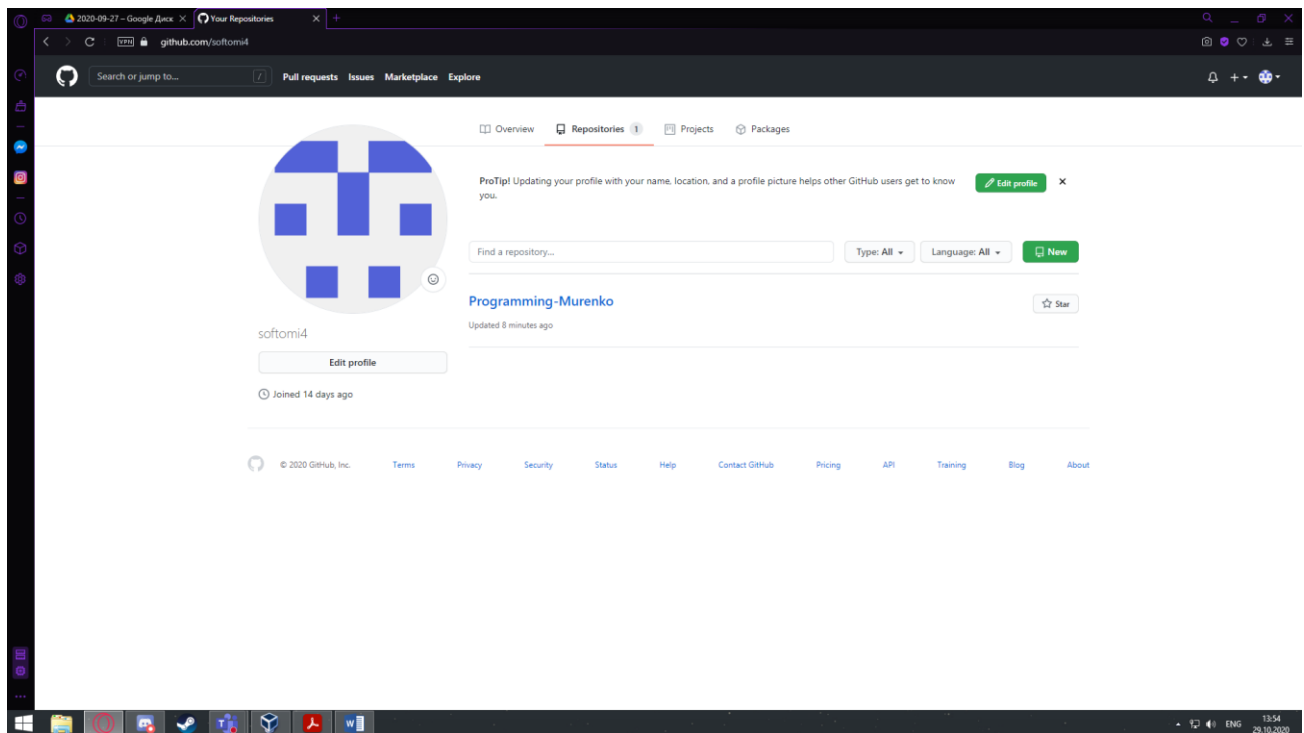 2020-09-27 – Google Диск
Your Repositories
VPN github.com/softomi4
Search or jump to... / Pull requests Issues Marketplace Explore
Overview Repositories 1 Projects Packages
ProTip! Updating your profile with your name, location, and a profile picture helps other GitHub users get to know
you.
Edit profile
Find a repository... Type: All Language: All New
Programming-Murenko
Star
Updated 8 minutes ago
softomi4
Edit profile
Joined 14 days ago
© 2020 GitHub, Inc. Terms Privacy Security Status Help Contact GitHub Pricing API Training Blog About
ENG 13:54
29.10.2020